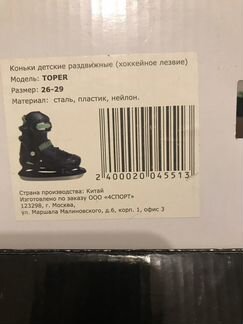 Коньки детские раздвижные (хоккейное лезвие)
Модель: TOPER
Размер: 26-29
Материал: сталь, пластик, нейлон.
2 400020 045513
Страна производства: Китай
Изготовлено по заказу ООО «4СПОРТ»
123298, г. Москва,
ул. Маршала Малиновского, д.6, корп. 1, офис 3